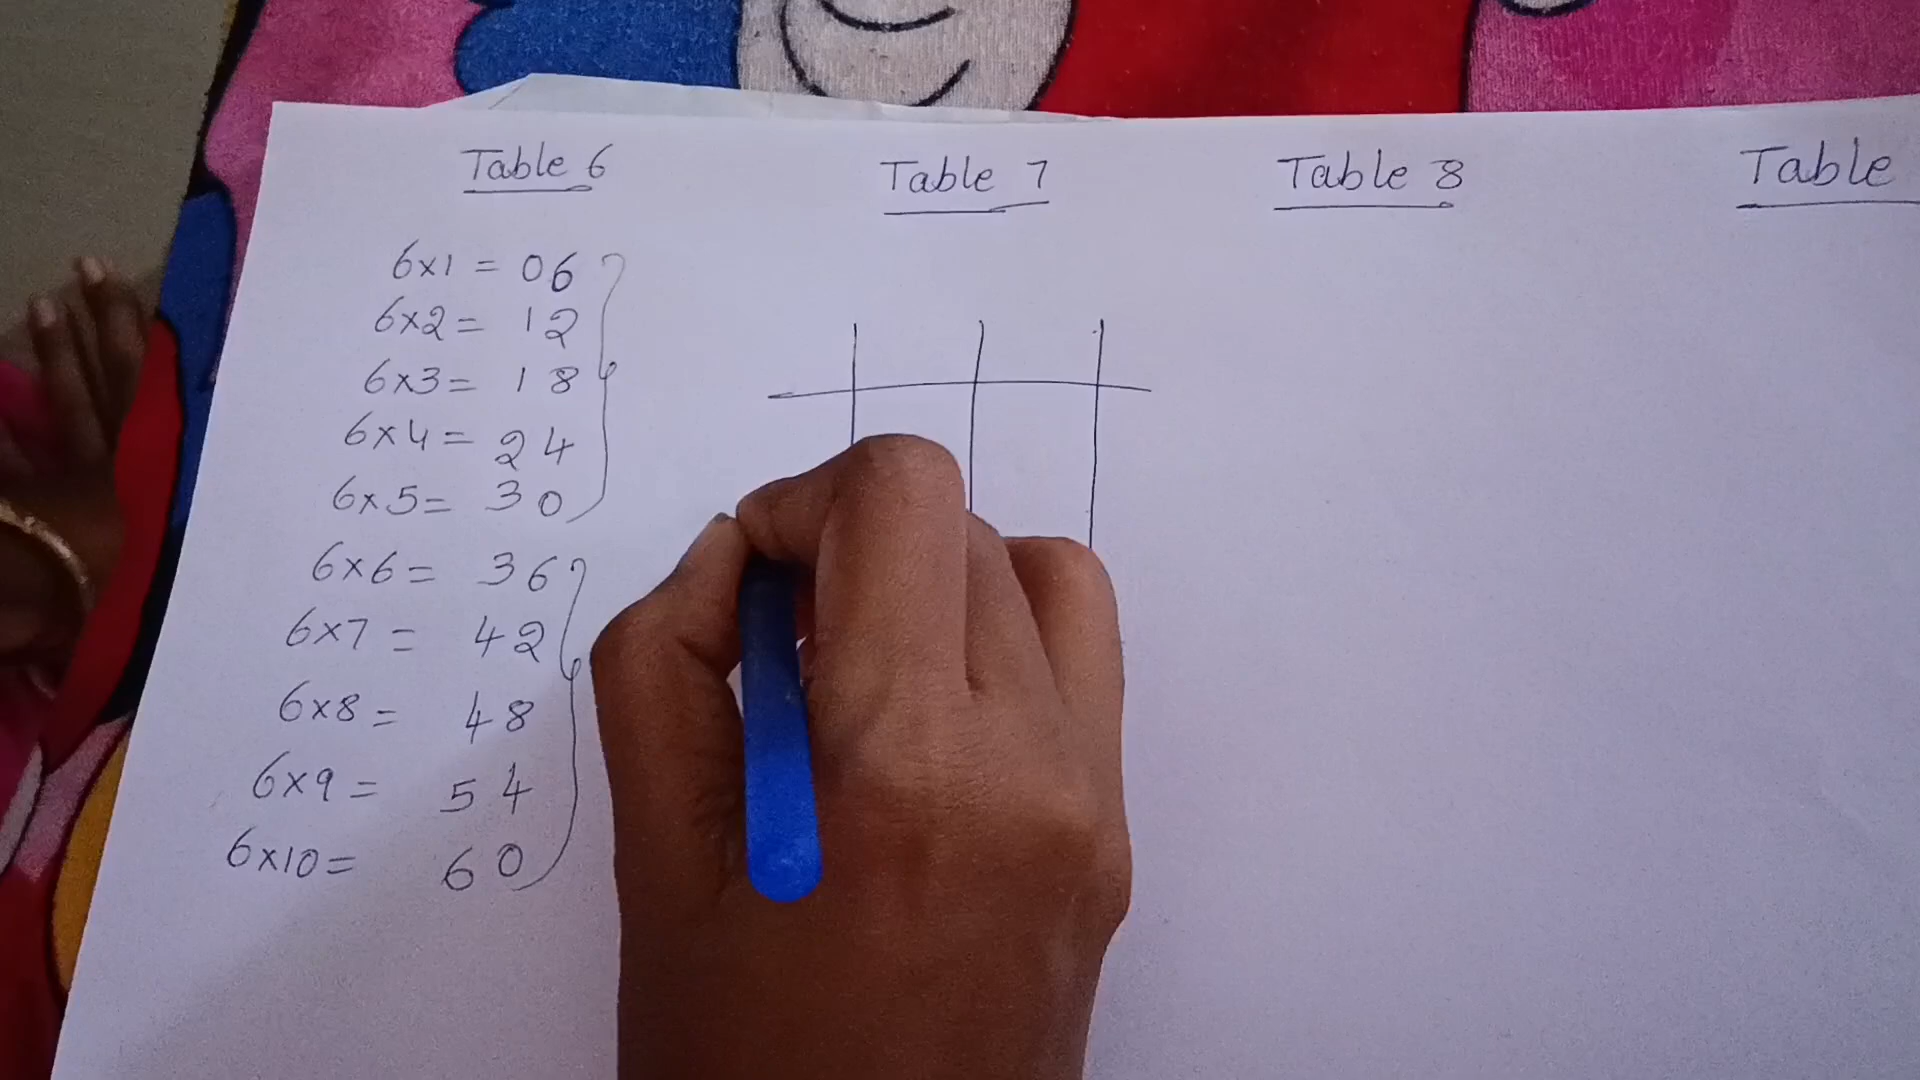 Table 6
6x1 = 06
6x2 = 12
6x3 = 18
6x4 = 24
6x5 = 30
6x6 = 36
6x7 = 42
6x8 = 48
6x9 = 54
6x10 = 60
Table 7
Table 8
Table